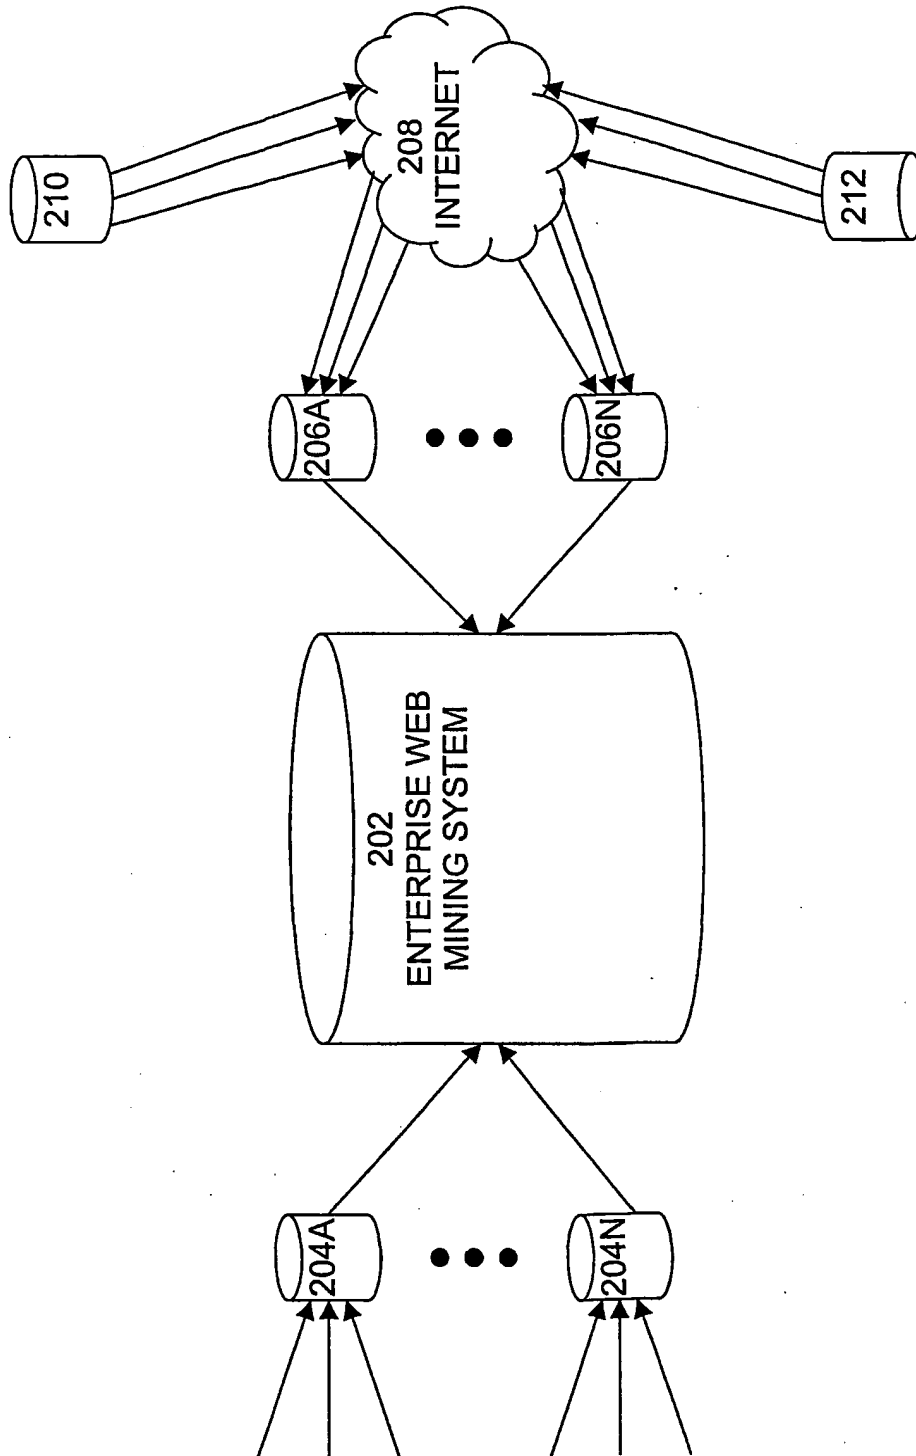 210
208
INTERNET
212
206A
206N
202
ENTERPRISE WEB
MINING SYSTEM
204A
204N